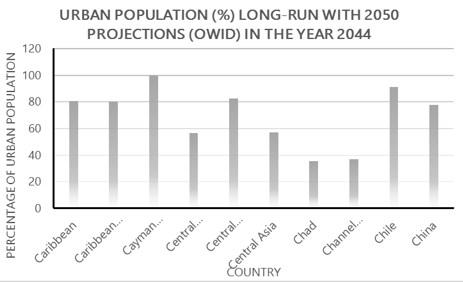 URBAN POPULATION (%) LONG-RUN WITH 2050
PROJECTIONS (OWID) IN THE YEAR 2044
PERCENTAGE OF URBAN POPULATION
120
100
80
60
40
20
0
Caribbean
Caribbean...
Cayman...
Central...
Central...
Central Asia
Chad
Channel...
Chile
China
COUNTRY